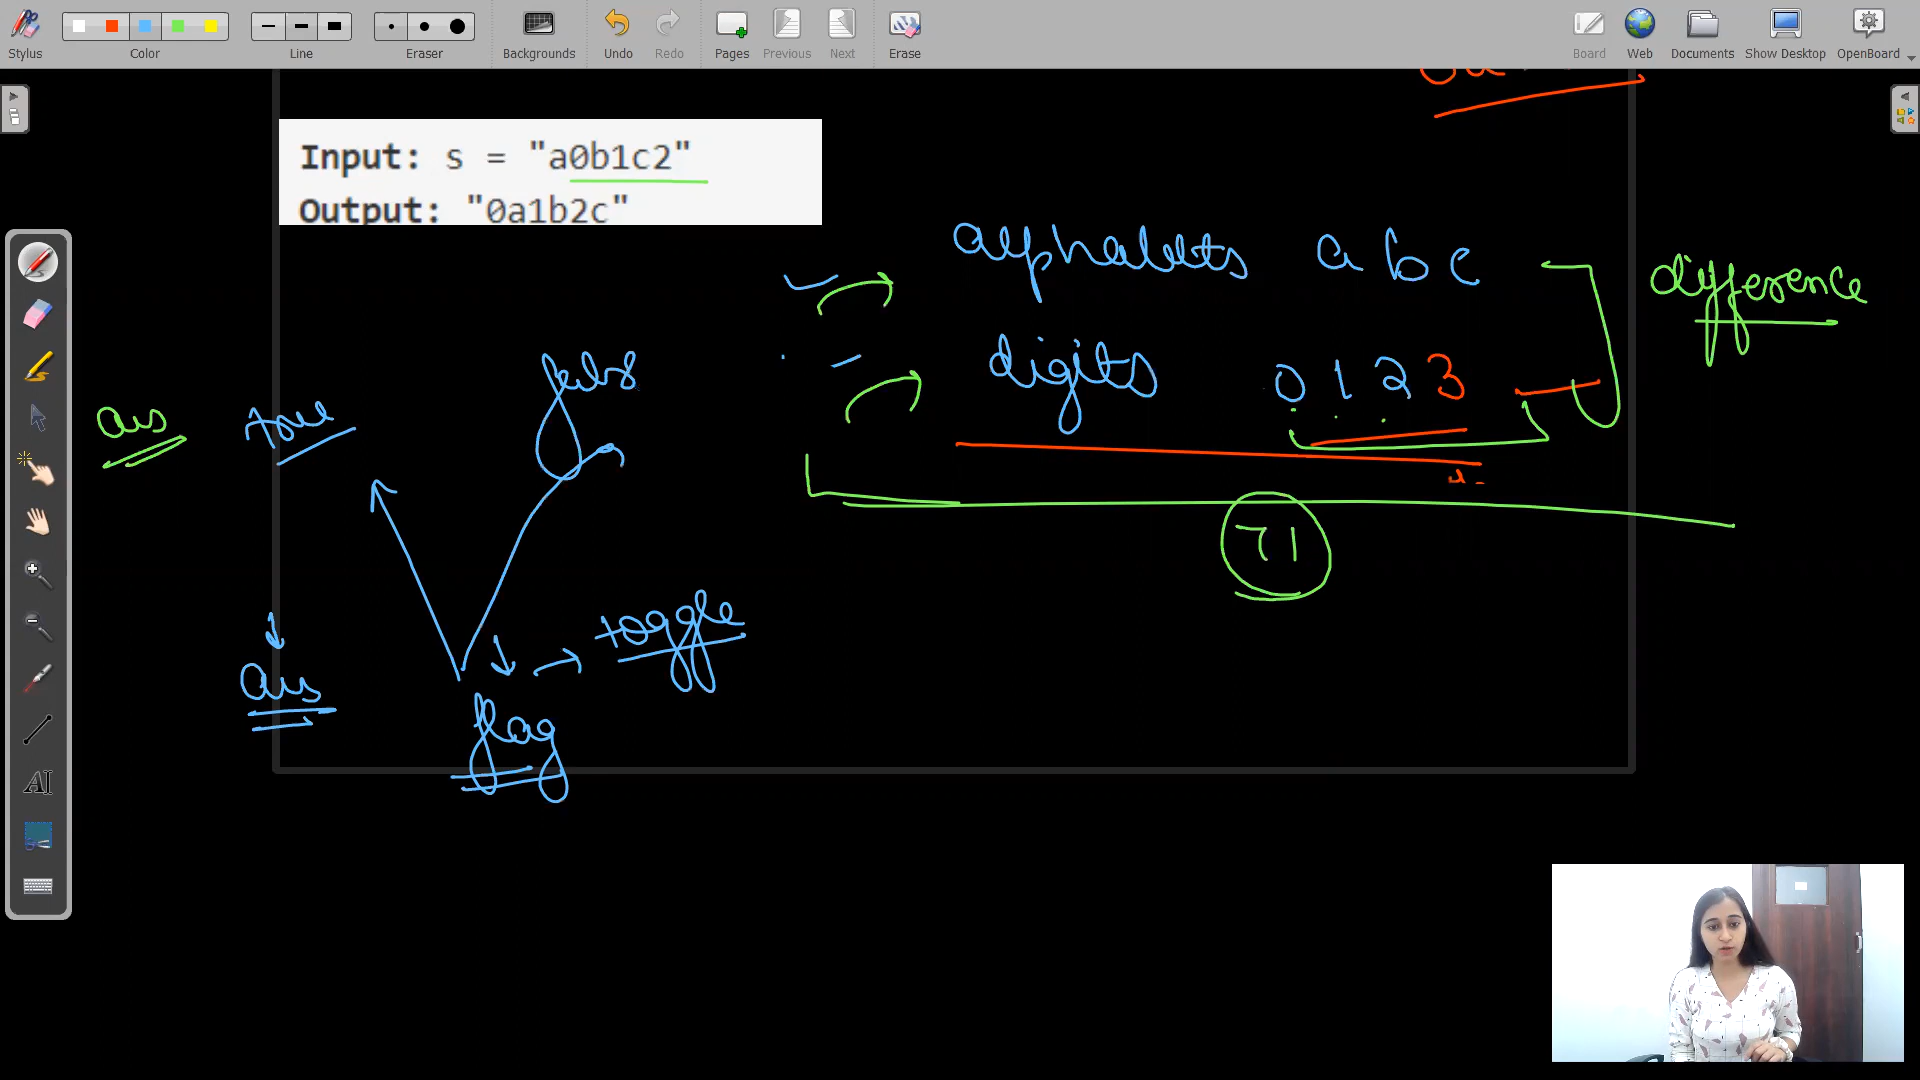 Stylus
Color
Line
Eraser
Backgrounds
Undo
Redo
Pages
Previous
Next
Erase
Board
Web
Documents
Show Desktop
OpenBoard
Input: s = "a0b1c2"
Output: "0a1b2c"
alphabets a b c
difference
digits 0 1 2 3
false
ans
true
toggle
ans
flag
AI